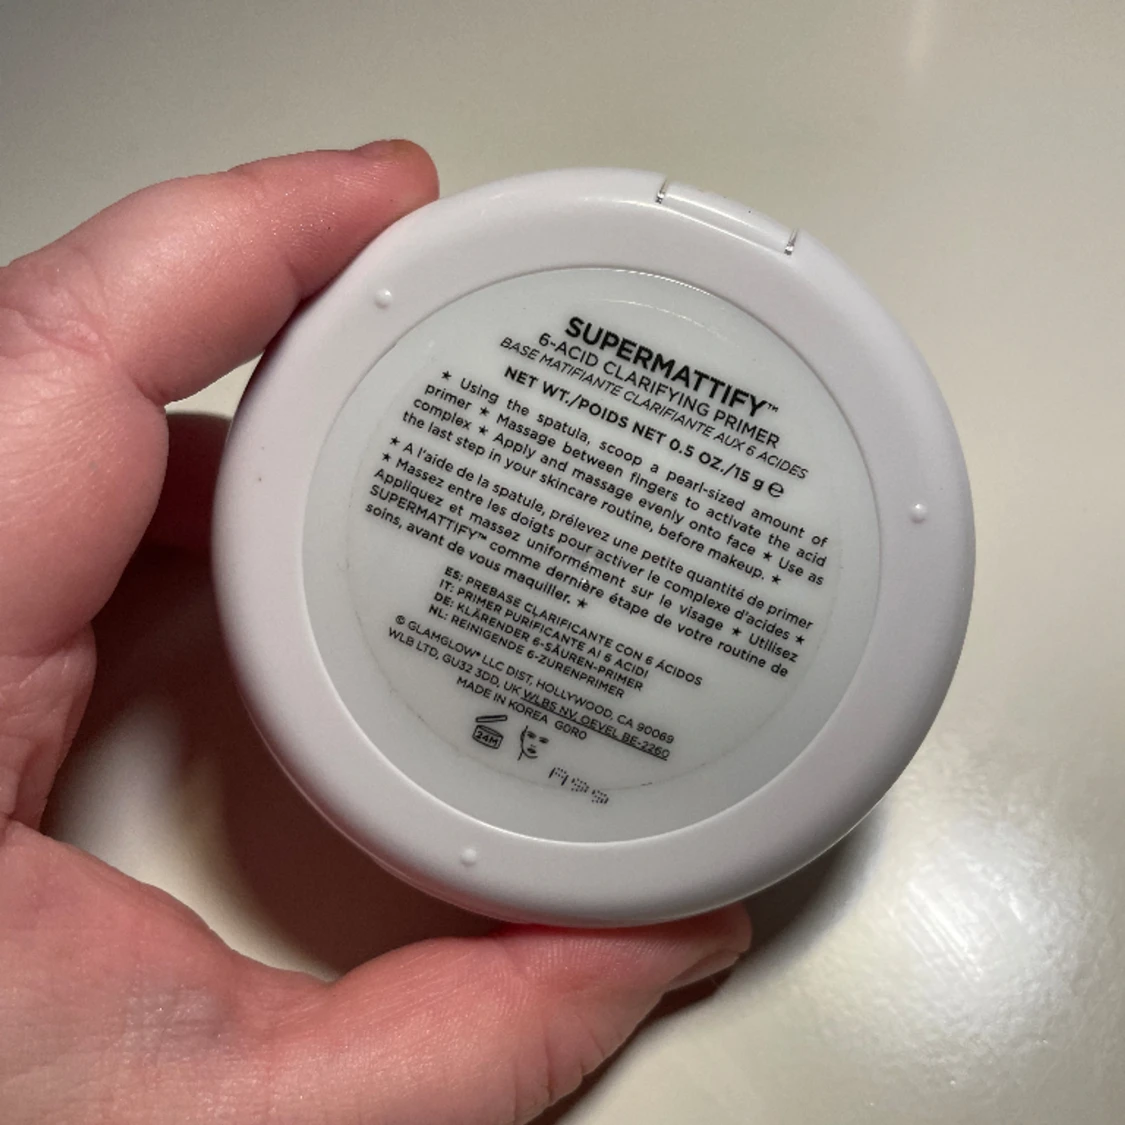 SUPERMATTIFY™
6-ACID CLARIFYING PRIMER
BASE MATIFIANTE CLARIFIANTE AUX 6 ACIDES
NET WT./POIDS NET 0.5 OZ./15 g ℮
★ Using the spatula, scoop a pearl-sized amount of
primer ★ Massage between fingers to activate the acid
complex ★ Apply and massage evenly onto face ★ Use as
the last step in your skincare routine, before makeup. ★
★ A l'aide de la spatule, prélevez une petite quantité de primer
★ Massez entre les doigts pour activer le complexe d'acides ★
Appliquez et massez uniformément sur le visage ★ Utilisez
SUPERMATTIFY™ comme dernière étape de votre routine de
soins, avant de vous maquiller. ★
ES: PREBASE CLARIFICANTE CON 6 ÁCIDOS
IT: PRIMER PURIFICANTE AI 6 ACIDI
DE: KLÄRENDER 6-SÄUREN-PRIMER
NL: REINIGENDE 6-ZURENPRIMER
© GLAMGLOW® LLC DIST, HOLLYWOOD, CA 90069
WLB LTD, GU32 3DD, UK WLBS NV, OEVEL BE-2260
MADE IN KOREA G0R0
24M